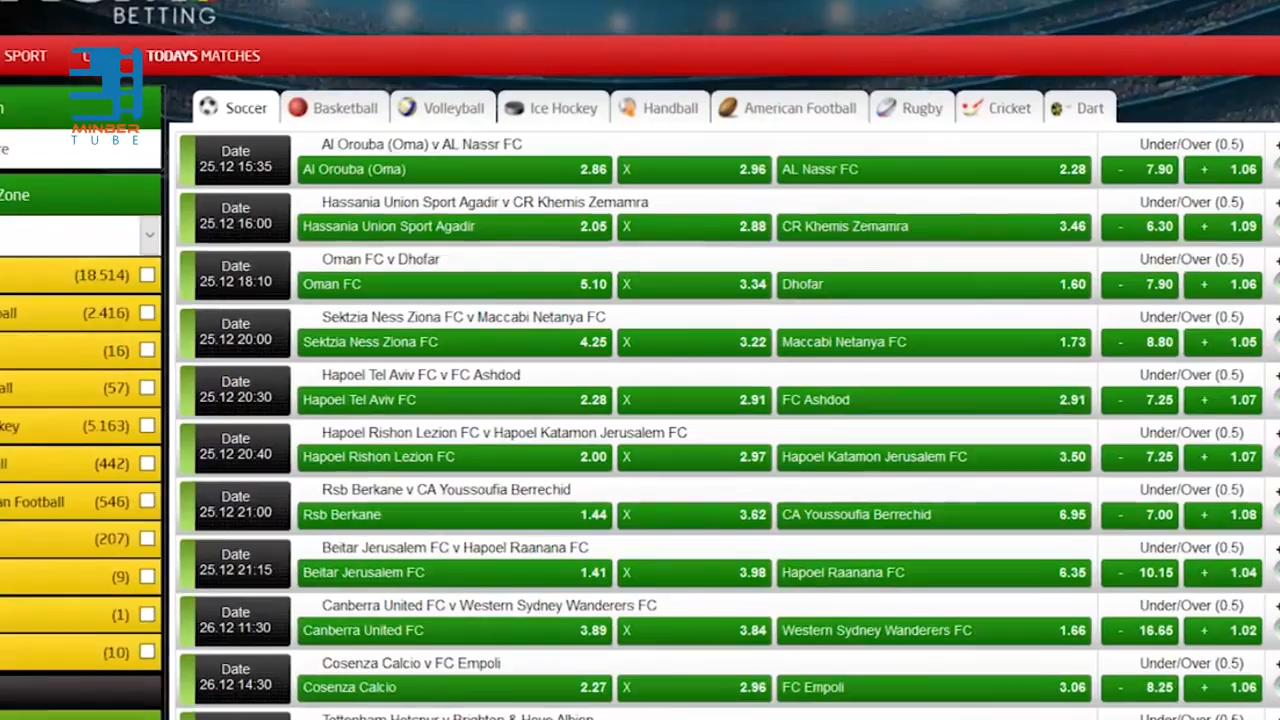 BETTING
SPORT
TODAYS MATCHES
MINBER
TUBE
Soccer Basketball Volleyball Ice Hockey Handball American Football Rugby Cricket Dart
Zone
(18.514)
(2.416)
(16)
(57)
(5.163)
(442)
an Football (546)
(207)
(9)
(1)
(10)
Date 25.12 15:35
Al Orouba (Oma) v AL Nassr FC Under/Over (0.5)
Al Orouba (Oma) 2.86 X 2.96 AL Nassr FC 2.28 - 7.90 + 1.06
Date 25.12 16:00
Hassania Union Sport Agadir v CR Khemis Zemamra Under/Over (0.5)
Hassania Union Sport Agadir 2.05 X 2.88 CR Khemis Zemamra 3.46 - 6.30 + 1.09
Date 25.12 18:10
Oman FC v Dhofar Under/Over (0.5)
Oman FC 5.10 X 3.34 Dhofar 1.60 - 7.90 + 1.06
Date 25.12 20:00
Sektzia Ness Ziona FC v Maccabi Netanya FC Under/Over (0.5)
Sektzia Ness Ziona FC 4.25 X 3.22 Maccabi Netanya FC 1.73 - 8.80 + 1.05
Date 25.12 20:30
Hapoel Tel Aviv FC v FC Ashdod Under/Over (0.5)
Hapoel Tel Aviv FC 2.28 X 2.91 FC Ashdod 2.91 - 7.25 + 1.07
Date 25.12 20:40
Hapoel Rishon Lezion FC v Hapoel Katamon Jerusalem FC Under/Over (0.5)
Hapoel Rishon Lezion FC 2.00 X 2.97 Hapoel Katamon Jerusalem FC 3.50 - 7.25 + 1.07
Date 25.12 21:00
Rsb Berkane v CA Youssoufia Berrechid Under/Over (0.5)
Rsb Berkane 1.44 X 3.62 CA Youssoufia Berrechid 6.95 - 7.00 + 1.08
Date 25.12 21:15
Beitar Jerusalem FC v Hapoel Raanana FC Under/Over (0.5)
Beitar Jerusalem FC 1.41 X 3.98 Hapoel Raanana FC 6.35 - 10.15 + 1.04
Date 26.12 11:30
Canberra United FC v Western Sydney Wanderers FC Under/Over (0.5)
Canberra United FC 3.89 X 3.84 Western Sydney Wanderers FC 1.66 - 16.65 + 1.02
Date 26.12 14:30
Cosenza Calcio v FC Empoli Under/Over (0.5)
Cosenza Calcio 2.27 X 2.96 FC Empoli 3.06 - 8.25 + 1.06
Tottenham Hotspur v Brighton & Hove Albion